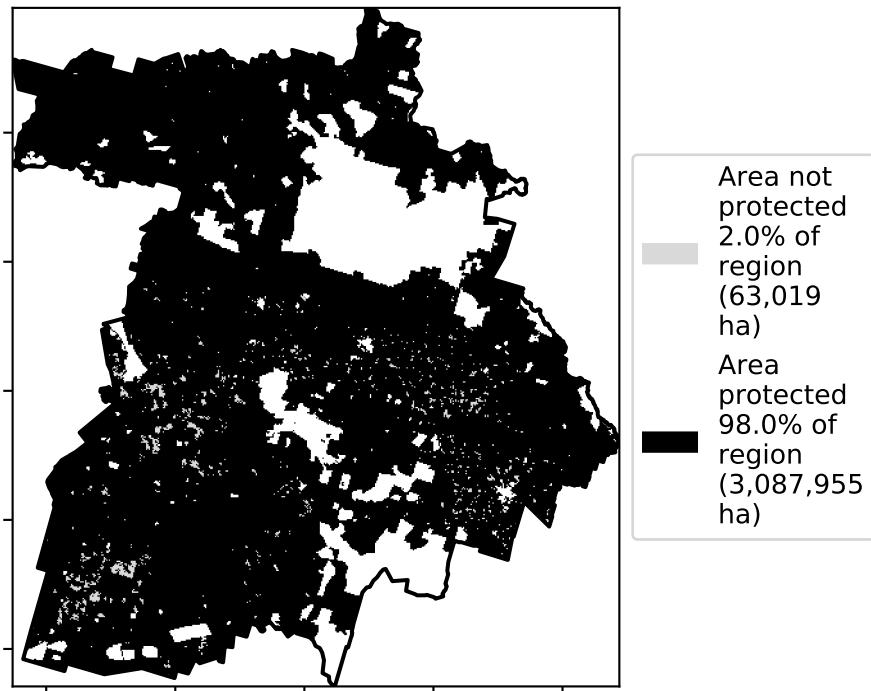 Area not
protected
2.0% of
region
(63,019
ha)
Area
protected
98.0% of
region
(3,087,955
ha)